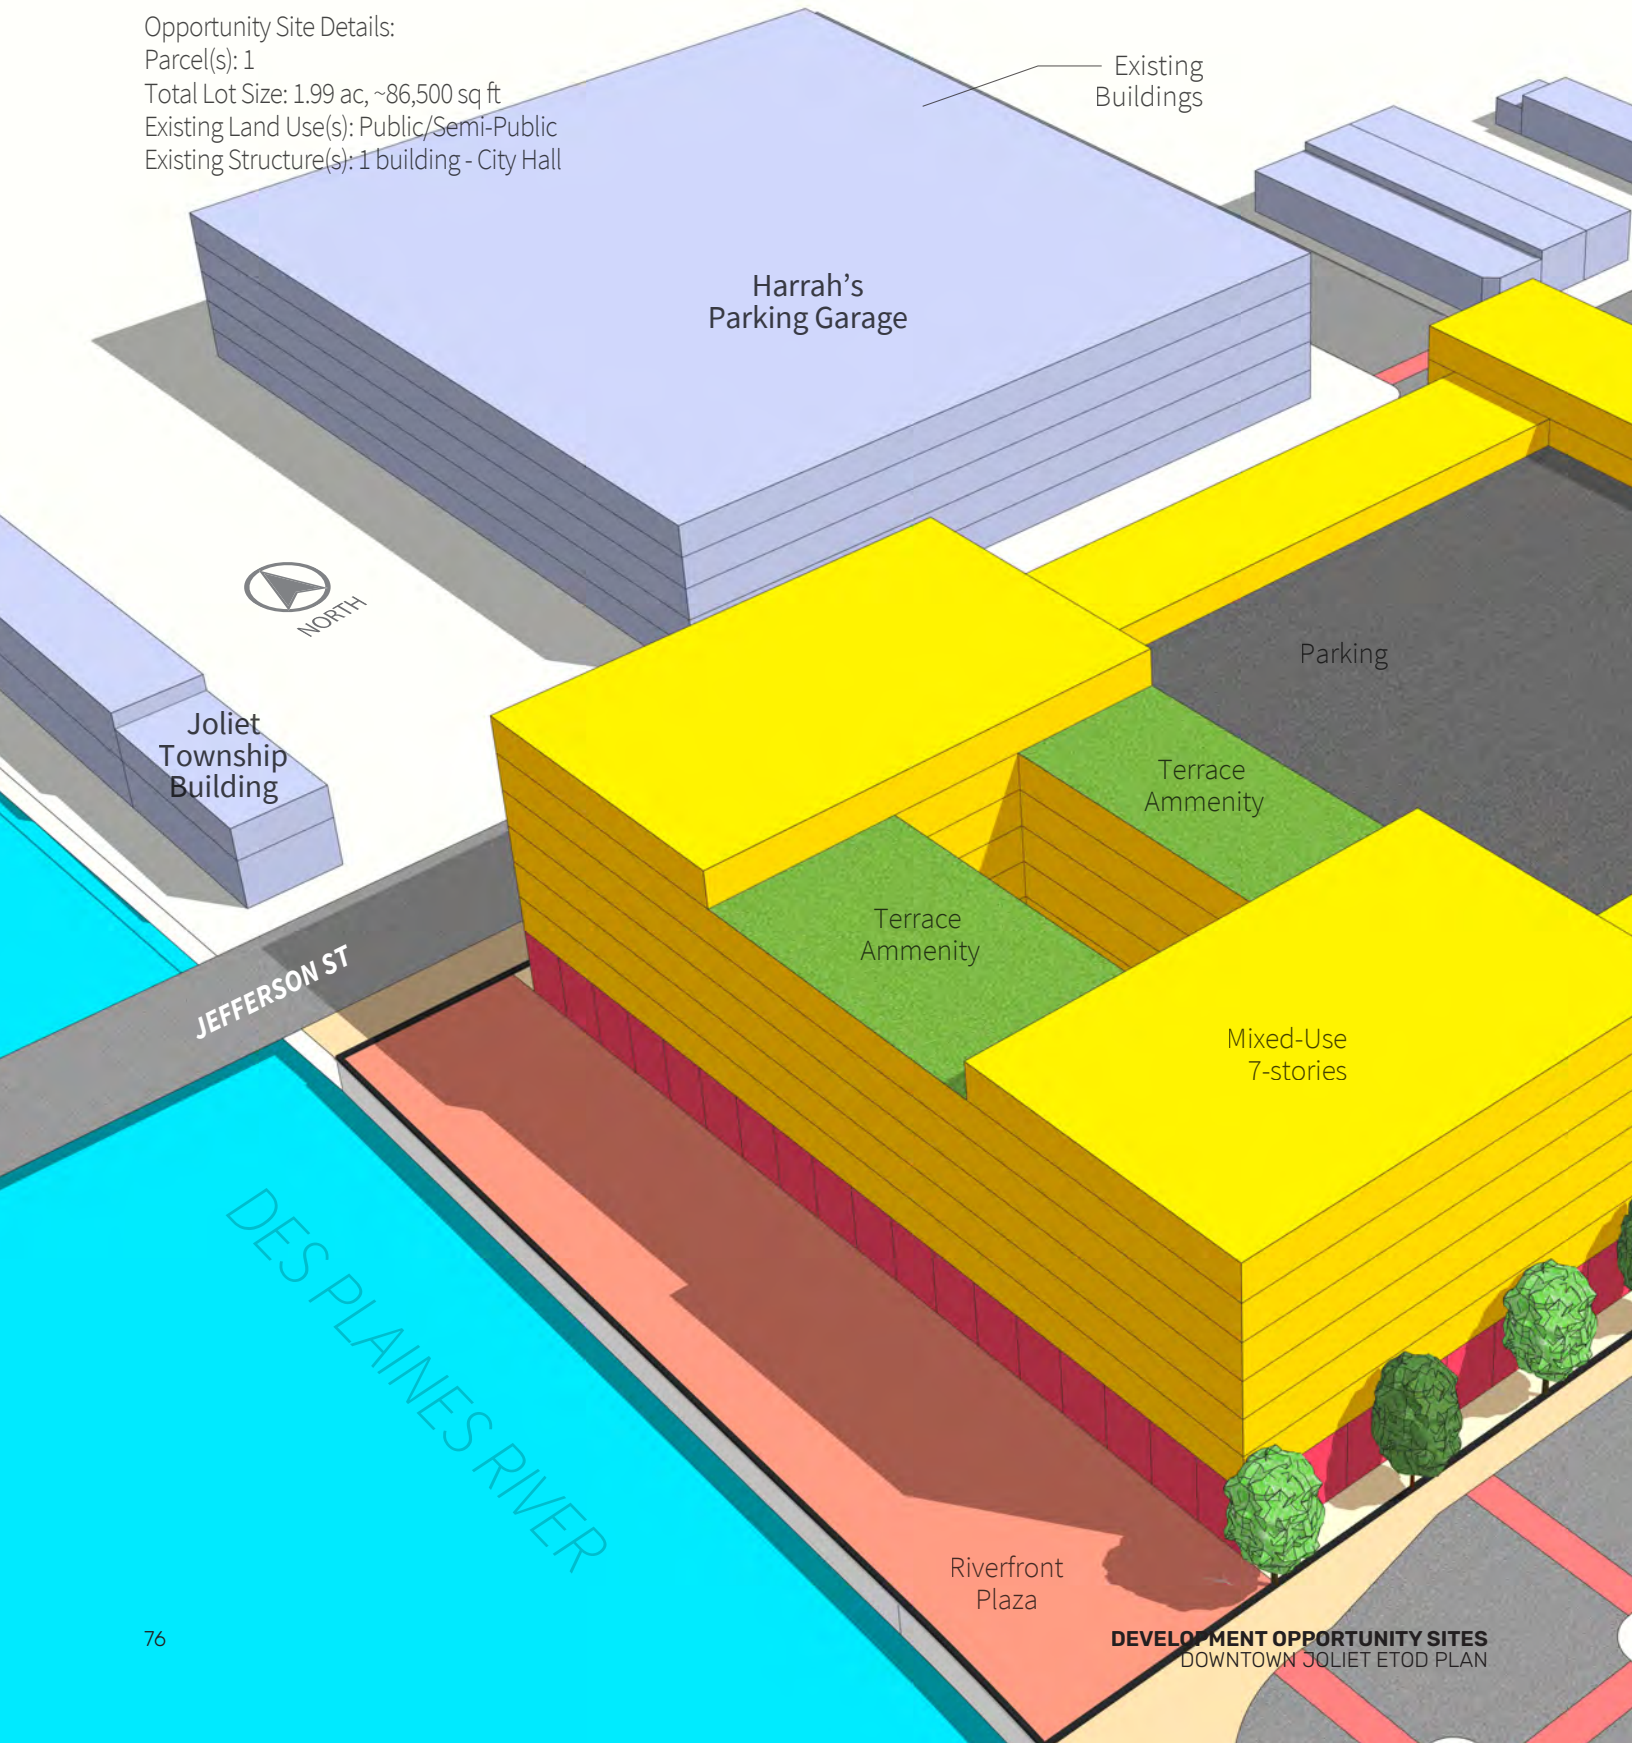 Opportunity Site Details:
Parcel(s): 1
Total Lot Size: 1.99 ac, ~86,500 sq ft
Existing Land Use(s): Public/Semi-Public
Existing Structure(s): 1 building - City Hall
Existing
Buildings
Harrah's
Parking Garage
NORTH
Parking
Joliet
Township
Building
Terrace
Ammenity
Terrace
Ammenity
JEFFERSON ST
Mixed-Use
7-stories
DES PLAINES RIVER
Riverfront
Plaza
76
DEVELOPMENT OPPORTUNITY SITES
DOWNTOWN JOLIET ETOD PLAN